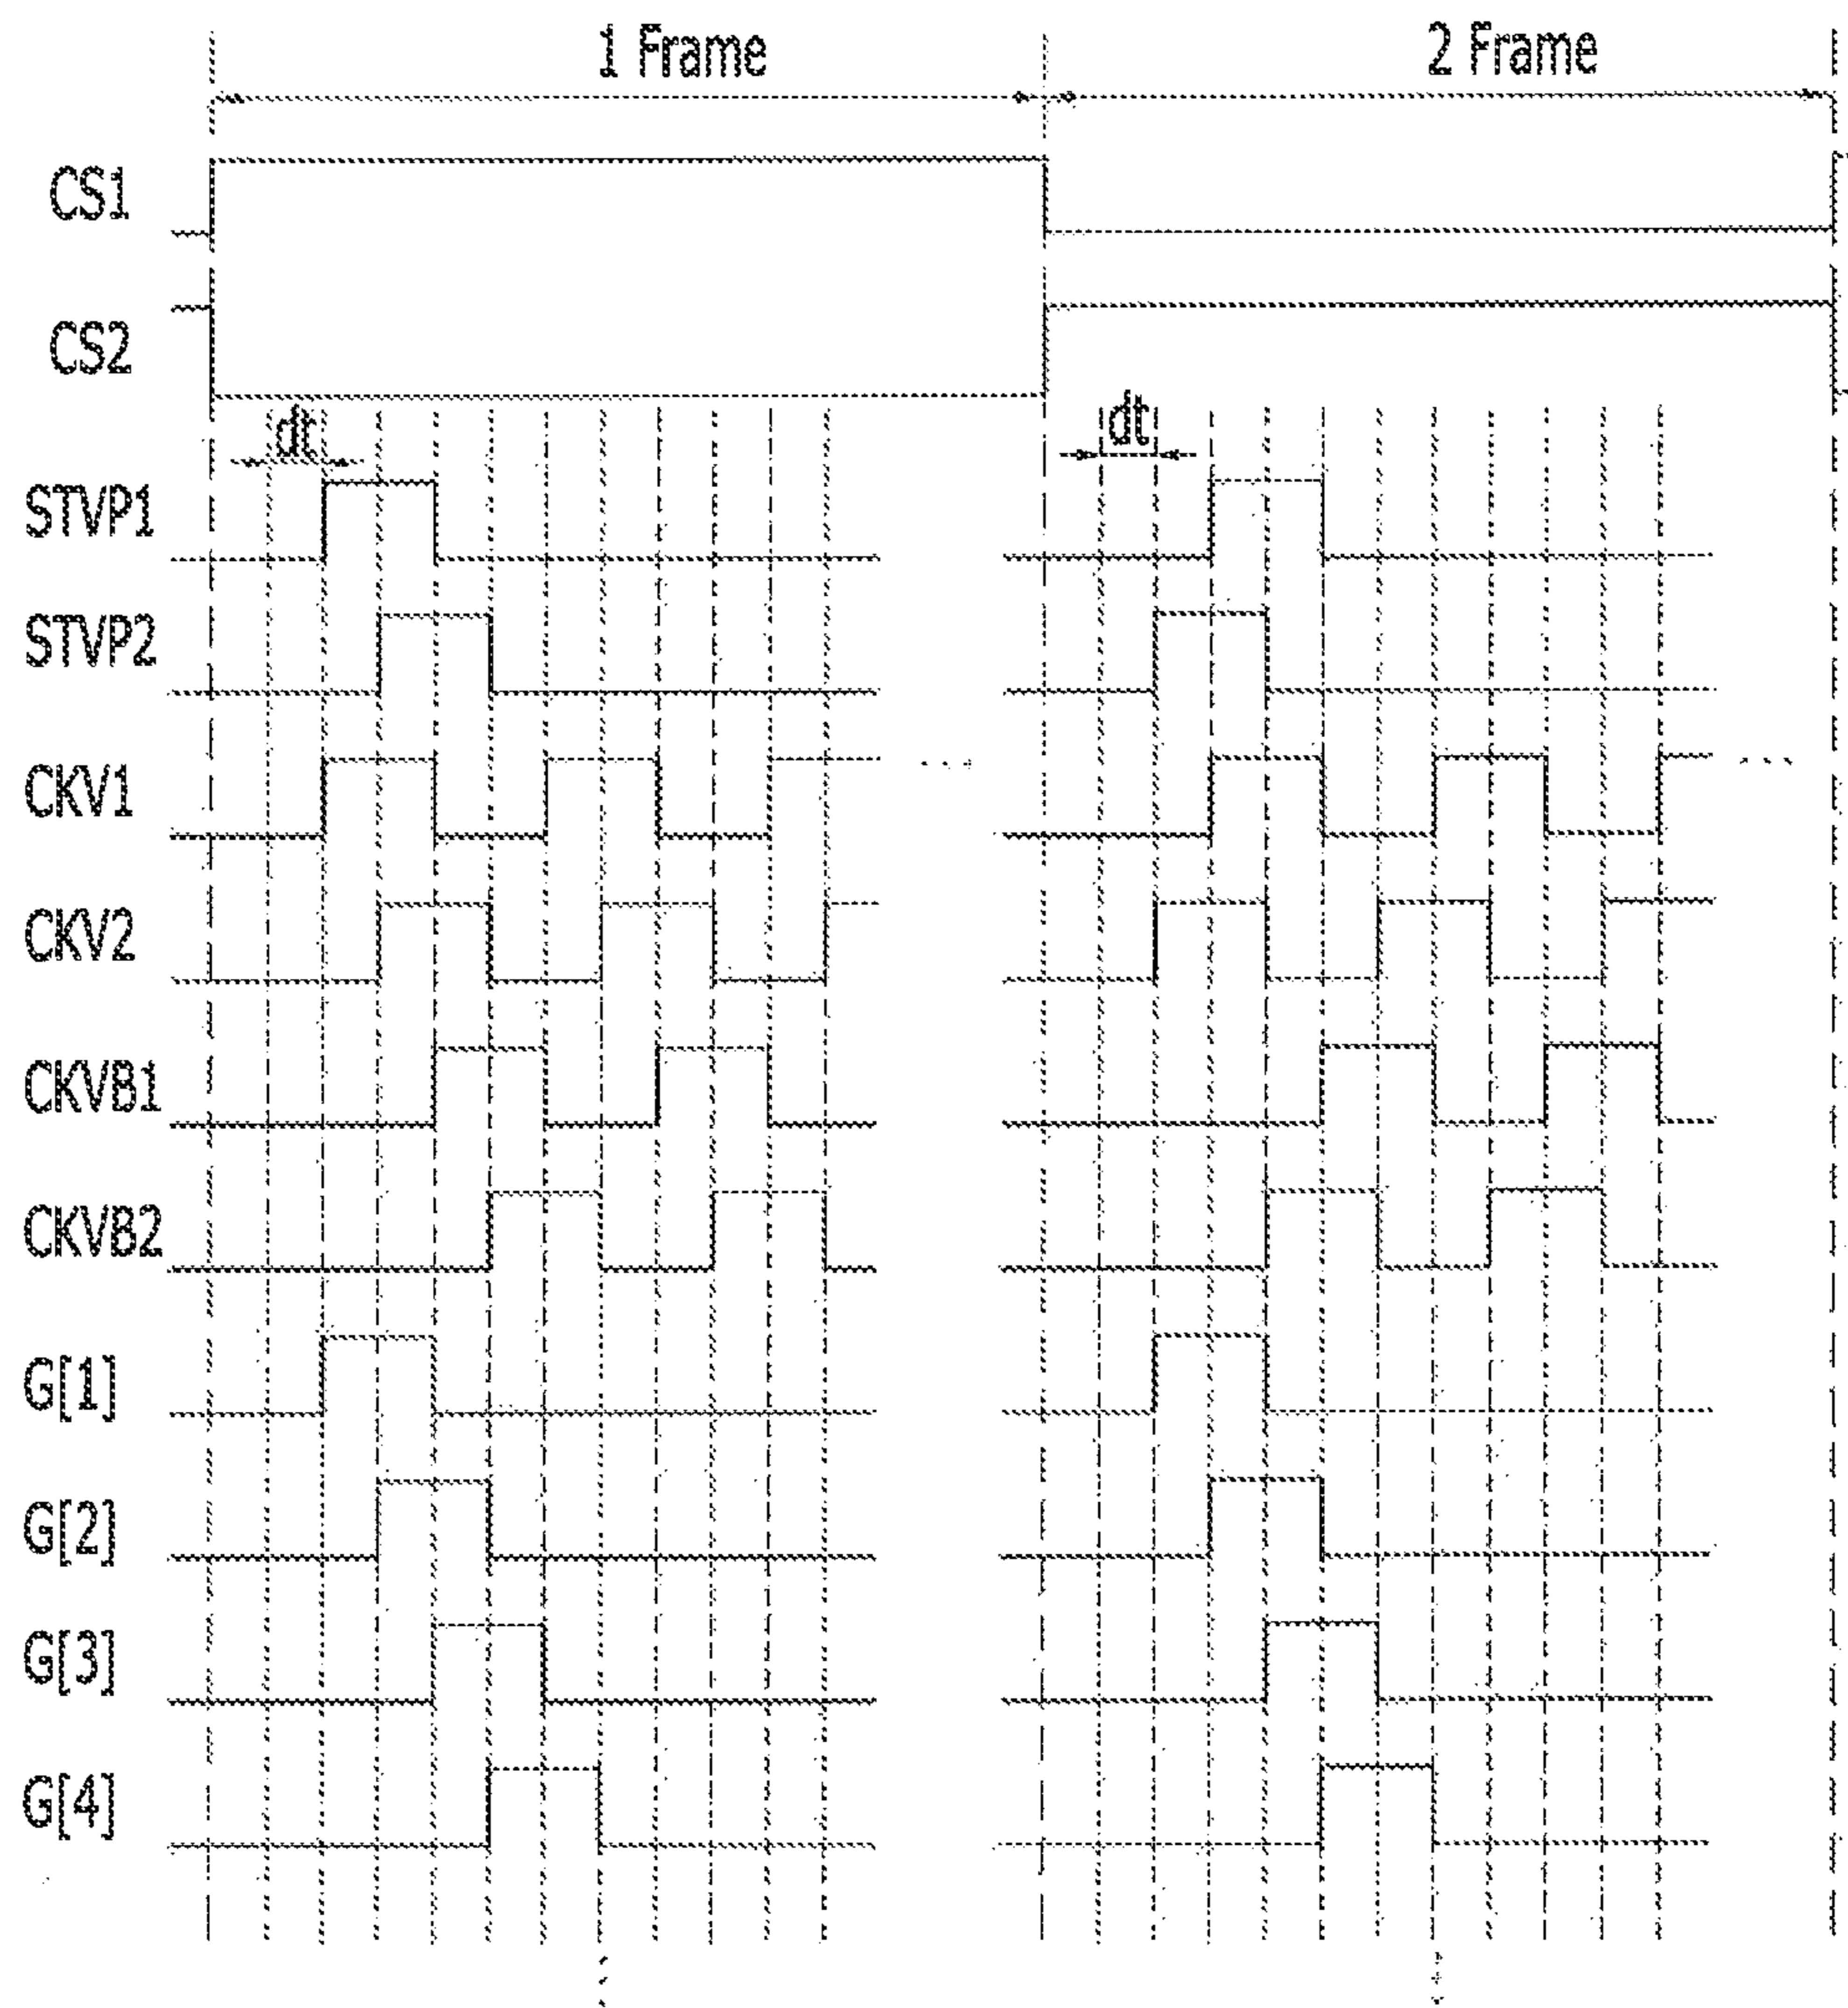 1 Frame
2 Frame
CS1
CS2
dt
dt
STVP1
STVP2
CKV1
CKV2
CKVB1
CKVB2
G[1]
G[2]
G[3]
G[4]